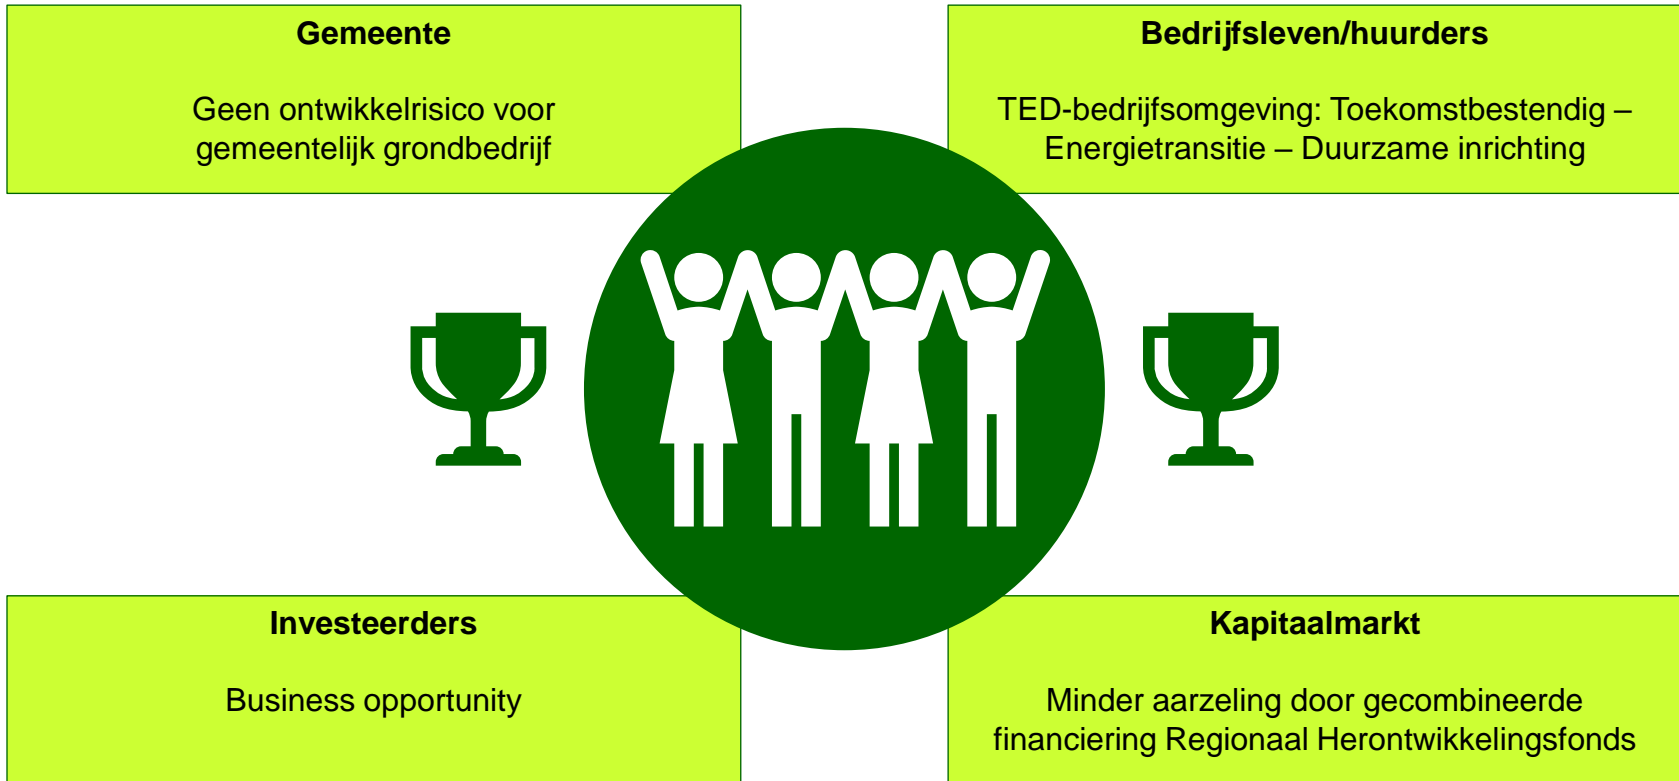 Gemeente
Geen ontwikkelrisico voor
gemeentelijk grondbedrijf
Bedrijfsleven/huurders
TED-bedrijfsomgeving: Toekomstbestendig –
Energietransitie – Duurzame inrichting
Investeerders
Business opportunity
Kapitaalmarkt
Minder aarzeling door gecombineerde
financiering Regionaal Herontwikkelingsfonds